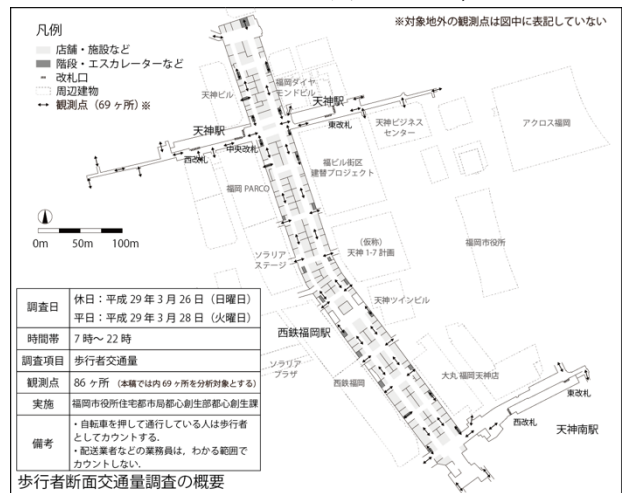 凡例
店舗・施設など
階段・エスカレーターなど
改札口
周辺建物
観測点（69 ヶ所）※
※対象地外の観測点は図中に表記していない
天神ビル
福岡ダイヤ
モンドビル
天神駅
天神駅
東改札
天神ビジネス
センター
アクロス福岡
西改札
中央改札
福ビル街区
建替プロジェクト
福岡 PARCO
0m 50m 100m
ソラリア
ステージ
（仮称）
天神 1-7 計画
福岡市役所
天神ツインビル
西鉄福岡駅
ソラリア
プラザ
西鉄福岡
大丸 福岡天神店
東改札
西改札
天神南駅
調査日 休日：平成 29 年 3 月 26 日（日曜日）
平日：平成 29 年 3 月 28 日（火曜日）
時間帯 7 時～ 22 時
調査項目 歩行者交通量
観測点 86 ヶ所 （本稿では内 69 ヶ所を分析対象とする）
実施 福岡市役所住宅都市局都心創生部都心創生課
備考 ・自転車を押して通行している人は歩行者
としてカウントする．
・配送業者などの業務員は，わかる範囲で
カウントしない．
歩行者断面交通量調査の概要